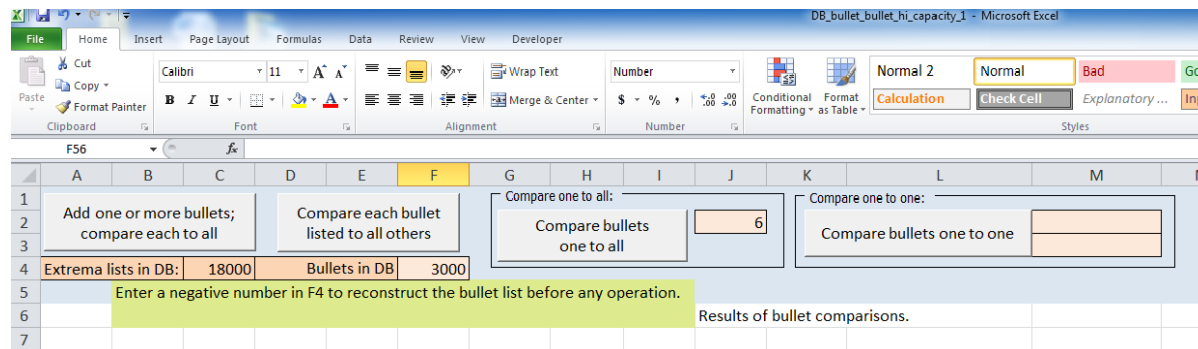 DB_bullet_bullet_hi_capacity_1 - Microsoft Excel
File Home Insert Page Layout Formulas Data Review View Developer
Paste
Cut
Copy
Format Painter
Clipboard
Calibri 11 A A
B I U A
Font
Wrap Text
Merge & Center
Alignment
Number
$ % , .0 .00 .00 .0
Number
Conditional Formatting
Format as Table
Normal 2 Normal Bad
Calculation Check Cell Explanatory ...
Styles
F56 fx
A B C D E F G H I J K L M
1
2
3
4
5
6
7
Add one or more bullets;
compare each to all
Compare each bullet
listed to all others
Compare one to all:
Compare bullets
one to all
6
Compare one to one:
Compare bullets one to one
Extrema lists in DB: 18000 Bullets in DB 3000
Enter a negative number in F4 to reconstruct the bullet list before any operation.
Results of bullet comparisons.